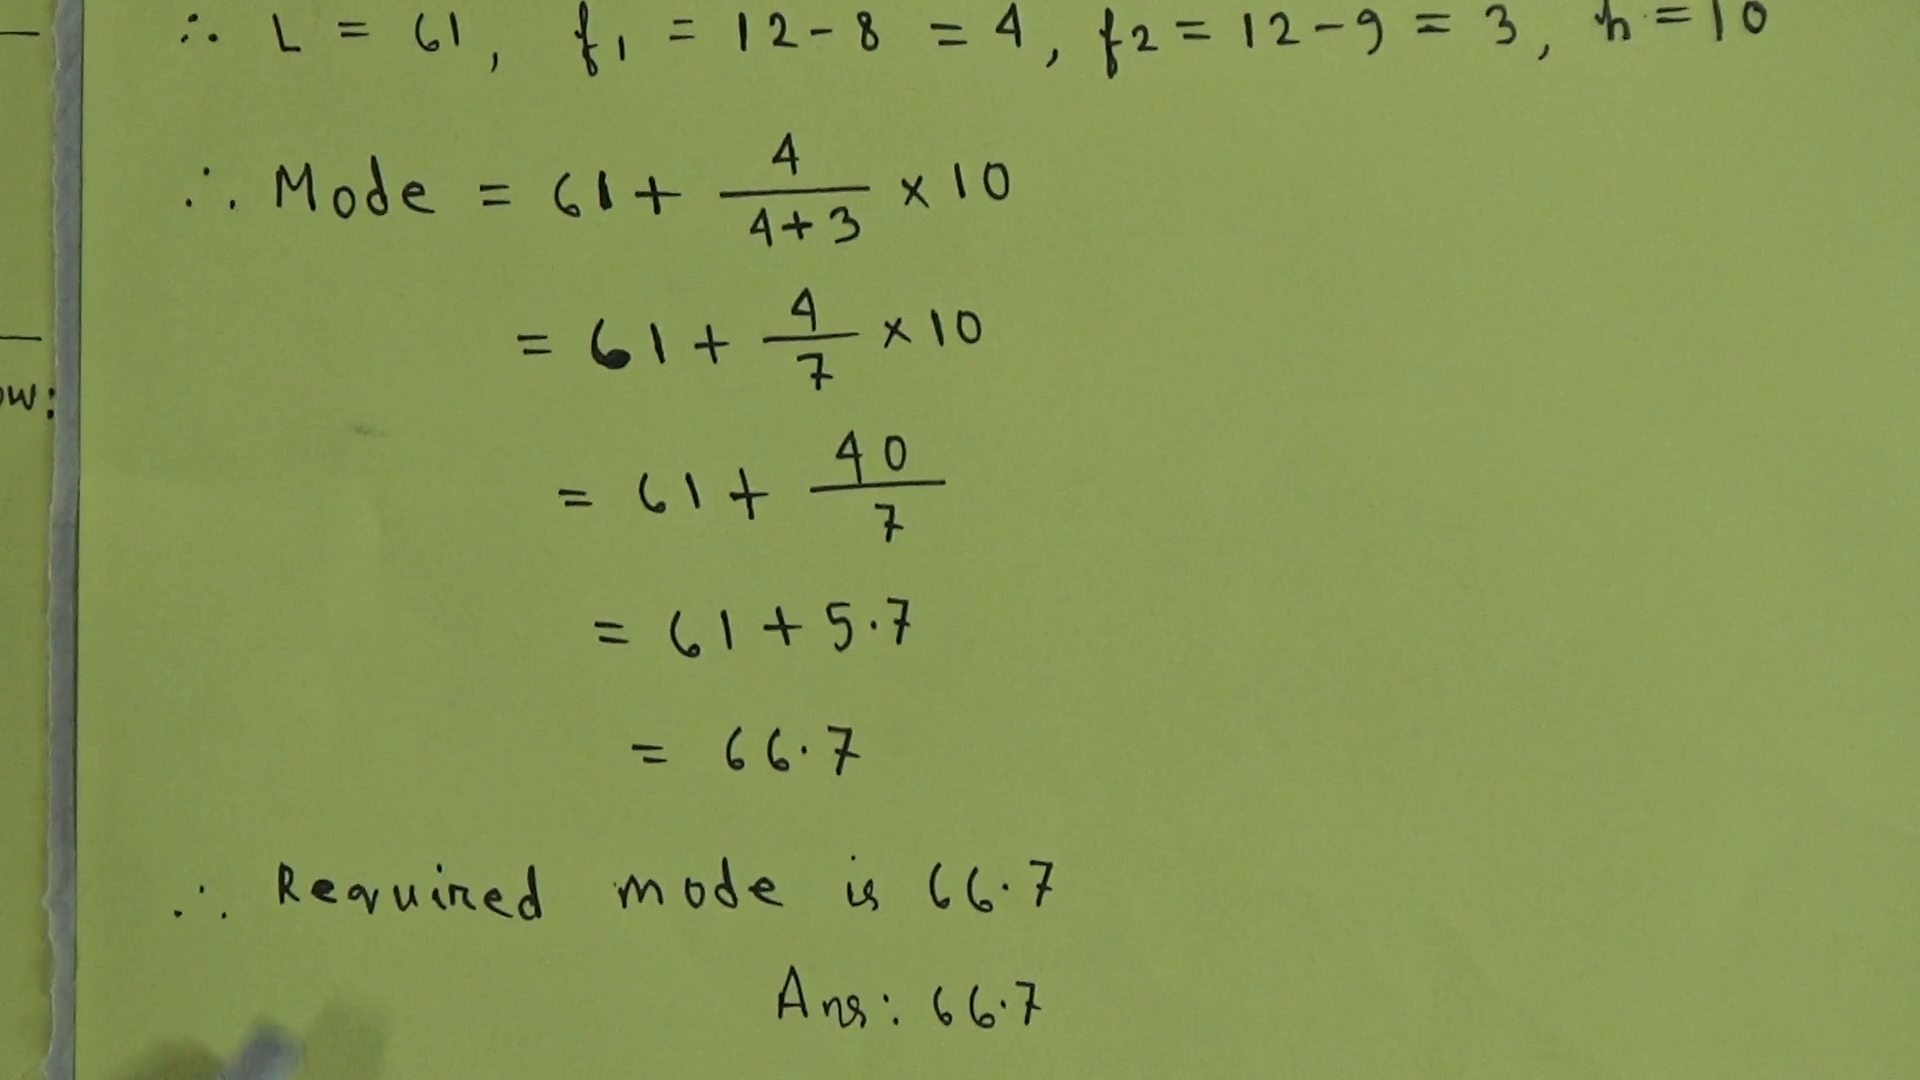 ∴ L = 61, f₁ = 12-8 = 4, f2 = 12-9 = 3, h = 10
∴ Mode = 61 + 4/(4+3) × 10
= 61 + 4/7 × 10
= 61 + 40/7
= 61 + 5.7
= 66.7
∴ Required mode is 66.7
Ans: 66.7